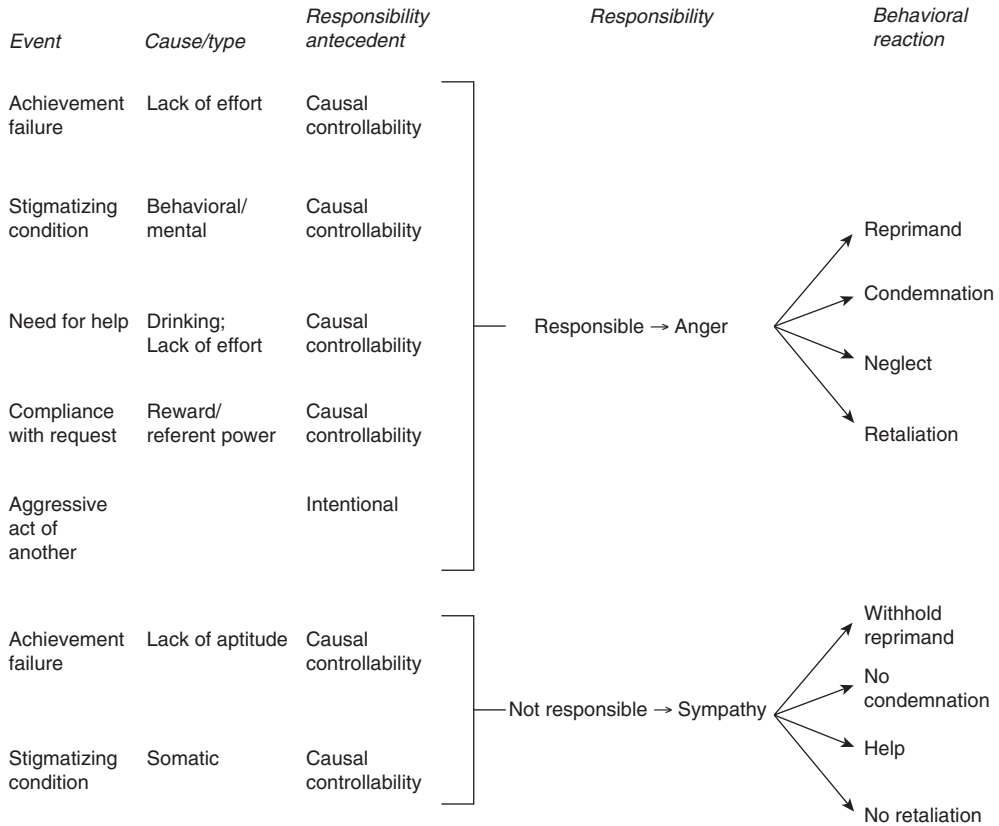 Event
Cause/type
Responsibility
antecedent
Responsibility
Behavioral
reaction
Achievement
failure
Lack of effort
Causal
controllability
Stigmatizing
condition
Behavioral/
mental
Causal
controllability
Need for help
Drinking;
Lack of effort
Causal
controllability
Compliance
with request
Reward/
referent power
Causal
controllability
Aggressive
act of
another
Intentional
Responsible → Anger
Reprimand
Condemnation
Neglect
Retaliation
Achievement
failure
Lack of aptitude
Causal
controllability
Stigmatizing
condition
Somatic
Causal
controllability
Not responsible → Sympathy
Withhold
reprimand
No
condemnation
Help
No retaliation